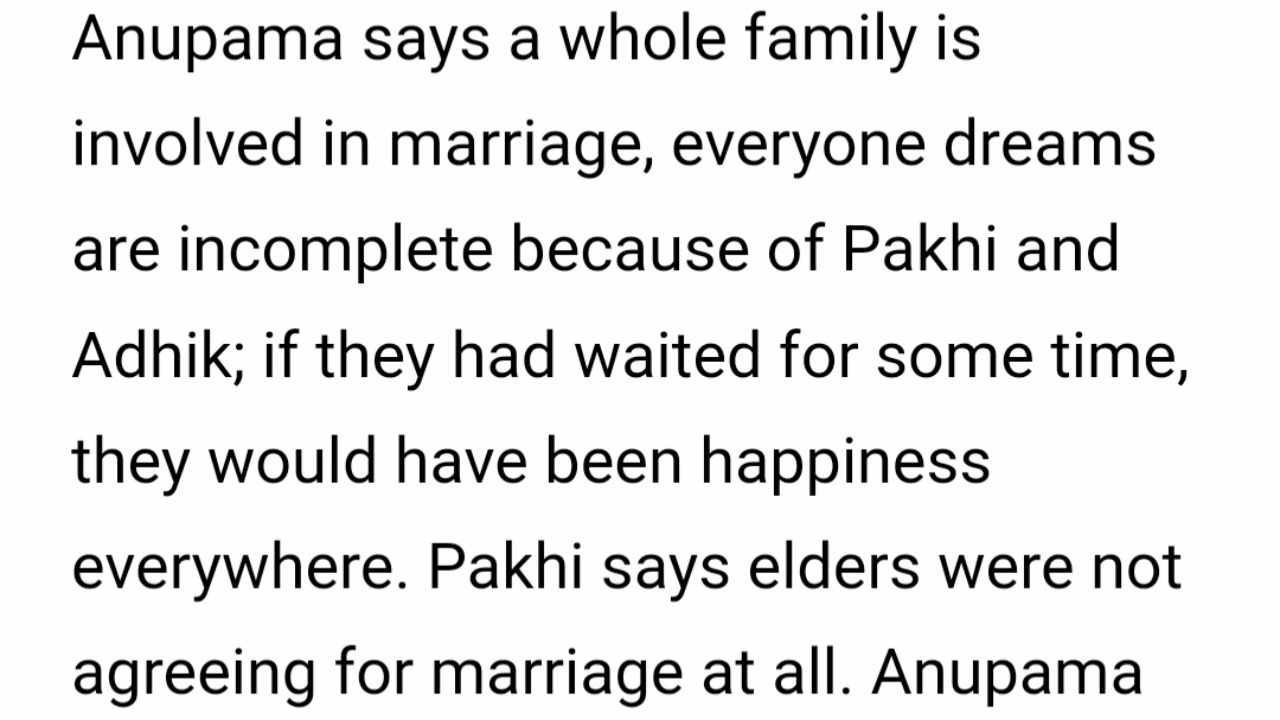 Anupama says a whole family is
involved in marriage, everyone dreams
are incomplete because of Pakhi and
Adhik; if they had waited for some time,
they would have been happiness
everywhere. Pakhi says elders were not
agreeing for marriage at all. Anupama